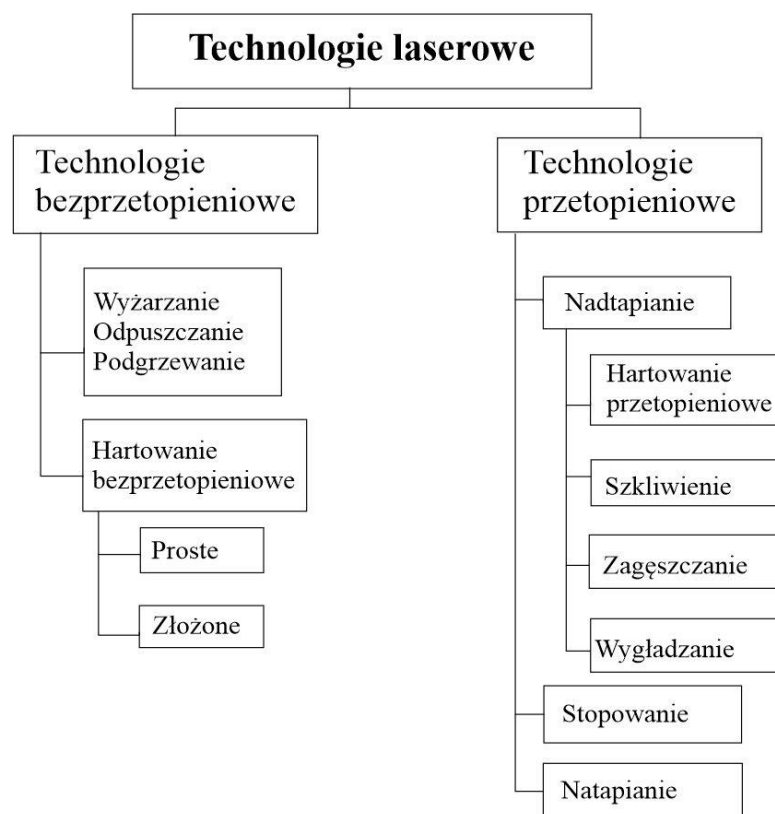 Technologie laserowe
Technologie
bezprzetopieniowe
Wyżarzanie
Odpuszczanie
Podgrzewanie
Hartowanie
bezprzetopieniowe
Proste
Złożone
Technologie
przetopieniowe
Nadtapianie
Hartowanie
przetopieniowe
Szkliwienie
Zagęszczanie
Wygładzanie
Stopowanie
Natapianie